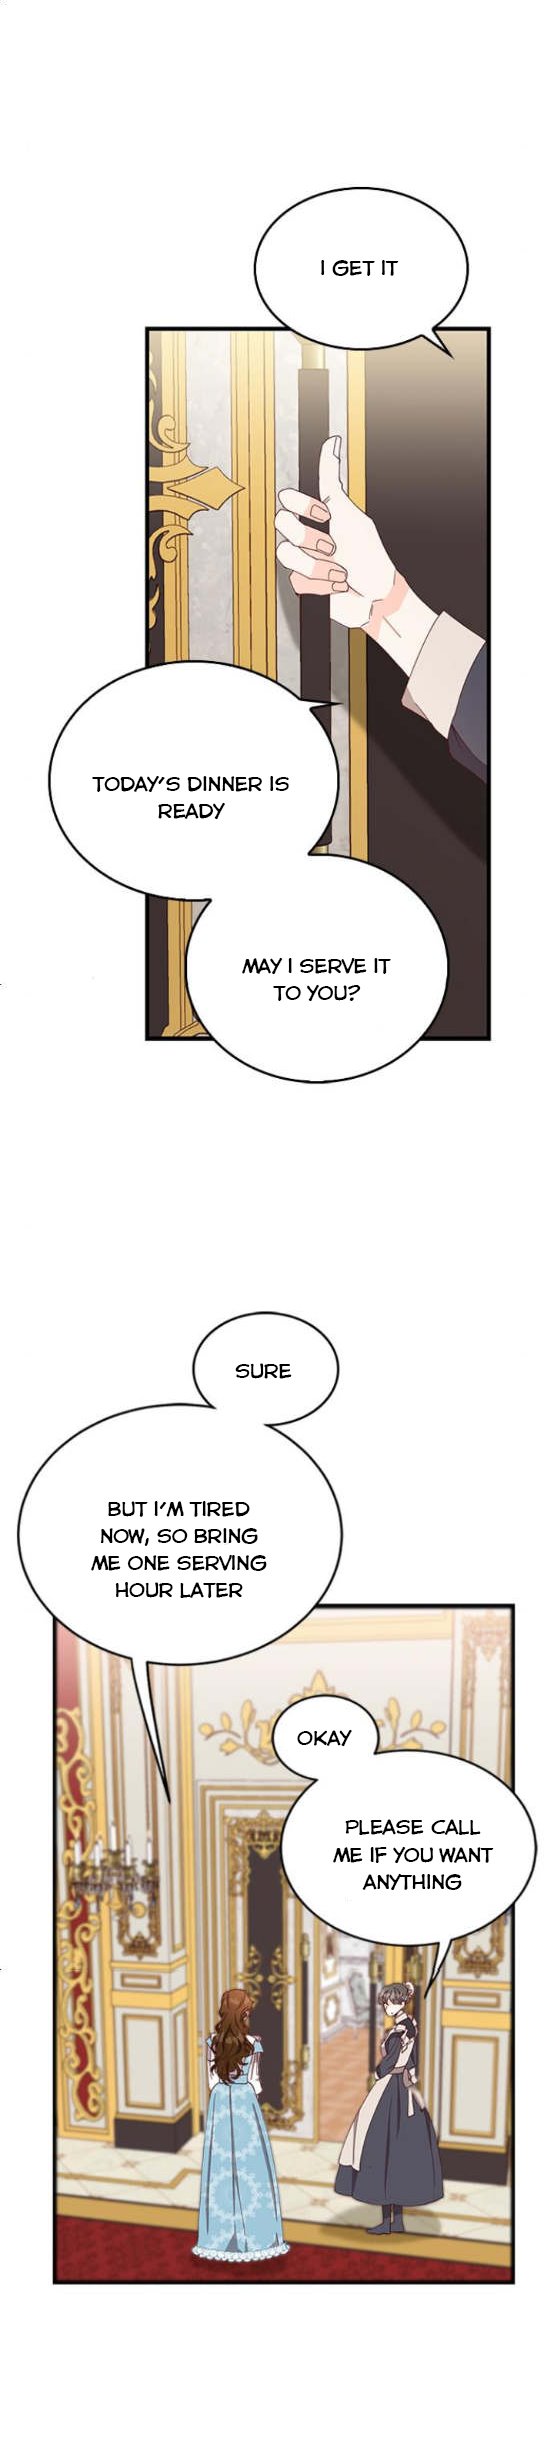 I GET IT
TODAY'S DINNER IS
READY
MAY I SERVE IT
TO YOU?
SURE
BUT I'M TIRED
NOW, SO BRING
ME ONE SERVING
HOUR LATER
OKAY
PLEASE CALL
ME IF YOU WANT
ANYTHING